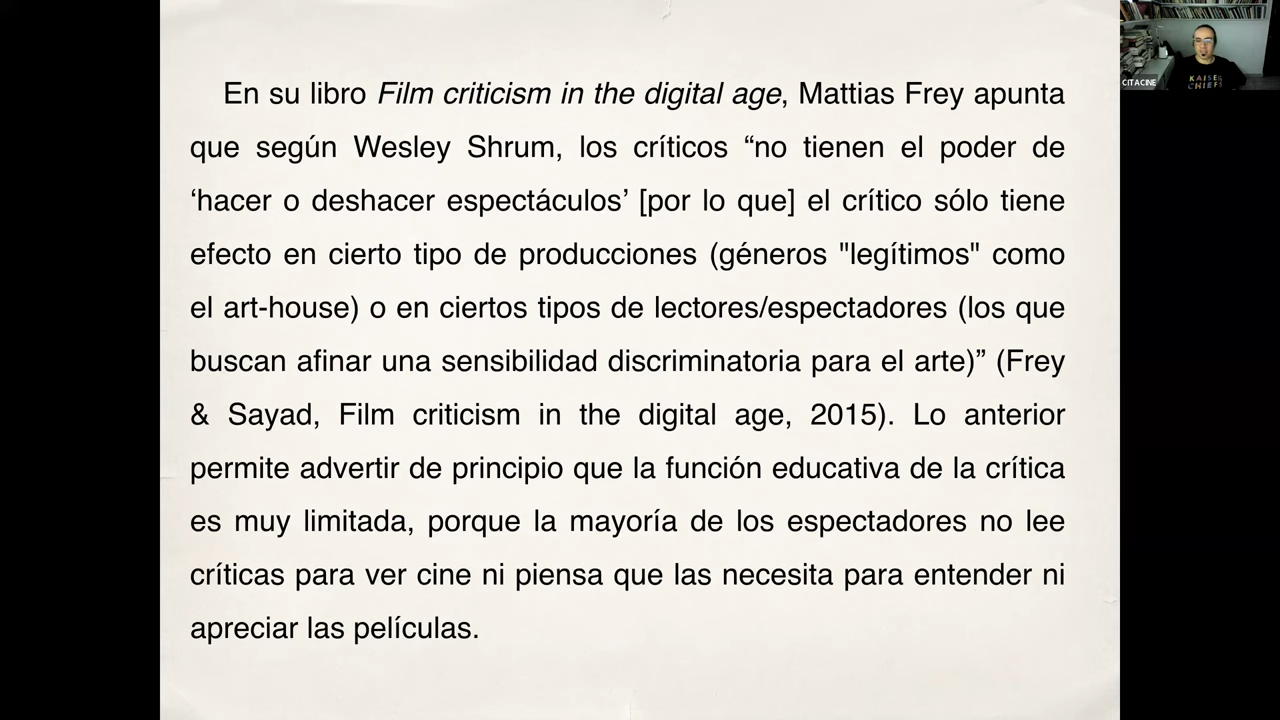 En su libro Film criticism in the digital age, Mattias Frey apunta
que según Wesley Shrum, los críticos “no tienen el poder de
‘hacer o deshacer espectáculos’ [por lo que] el crítico sólo tiene
efecto en cierto tipo de producciones (géneros "legítimos" como
el art-house) o en ciertos tipos de lectores/espectadores (los que
buscan afinar una sensibilidad discriminatoria para el arte)” (Frey
& Sayad, Film criticism in the digital age, 2015). Lo anterior
permite advertir de principio que la función educativa de la crítica
es muy limitada, porque la mayoría de los espectadores no lee
críticas para ver cine ni piensa que las necesita para entender ni
apreciar las películas.
CITACINE
KAISER
CHIEFS